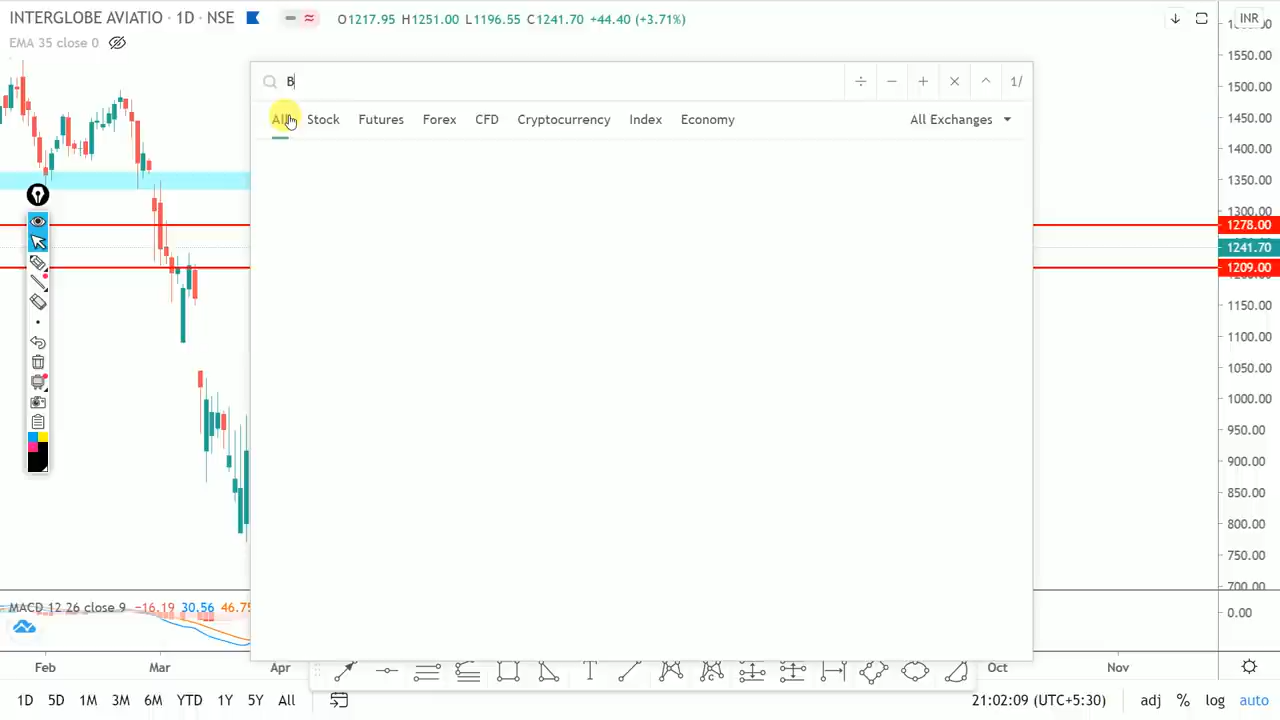 INTERGLOBE AVIATIO · 1D · NSE
O1217.95 H1251.00 L1196.55 C1241.70 +44.40 (+3.71%)
INR
EMA 35 close 0
B
1/
All Stock Futures Forex CFD Cryptocurrency Index Economy All Exchanges
1550.00
1500.00
1450.00
1400.00
1350.00
1300.00
1278.00
1241.70
1209.00
1150.00
1100.00
1050.00
1000.00
950.00
900.00
850.00
800.00
750.00
700.00
MACD 12 26 close 9 −16.19 30.56 46.75
0.00
Feb Mar Apr Oct Nov
1D 5D 1M 3M 6M YTD 1Y 5Y All
21:02:09 (UTC+5:30) adj % log auto